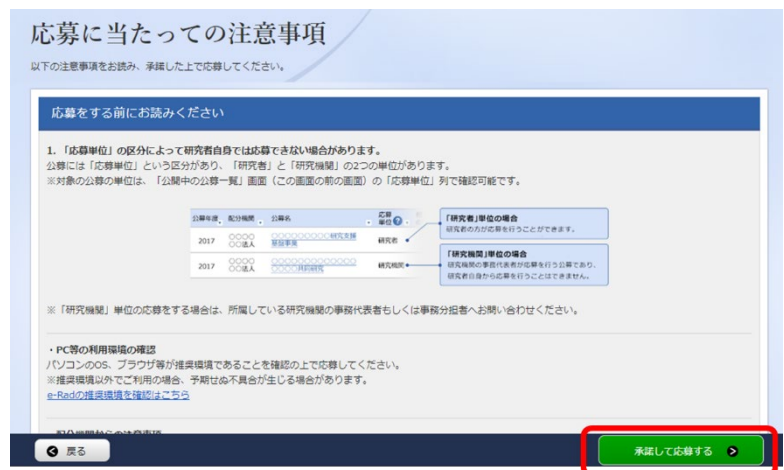 応募に当たっての注意事項
以下の注意事項をお読み、承諾した上で応募してください。
応募をする前にお読みください
1. 「応募単位」の区分によって研究者自身では応募できない場合があります。
公募には「応募単位」という区分があり、「研究者」と「研究機関」の2つの単位があります。
※対象の公募の単位は、「公開中の公募一覧」画面（この画面の前の画面）の「応募単位」列で確認可能です。
公募年度 配分機関 公募名 応募単位
2017 ○○○○○○法人 ○○○○○○○○○○研究支援基盤事業 研究者
「研究者」単位の場合
研究者の方が応募を行うことができます。
2017 ○○○○○○法人 ○○○○○○○○○○○○○○○○○共同研究 研究機関
「研究機関」単位の場合
研究機関の事務代表者が応募を行う公募であり、
研究者自身から応募を行うことはできません。
※「研究機関」単位の応募をする場合は、所属している研究機関の事務代表者もしくは事務分担者へお問い合わせください。
・PC等の利用環境の確認
パソコンのOS、ブラウザ等が推奨環境であることを確認の上で応募してください。
※推奨環境以外でご利用の場合、予期せぬ不具合が生じる場合があります。
e-Radの推奨環境を確認はこちら
戻る
承諾して応募する